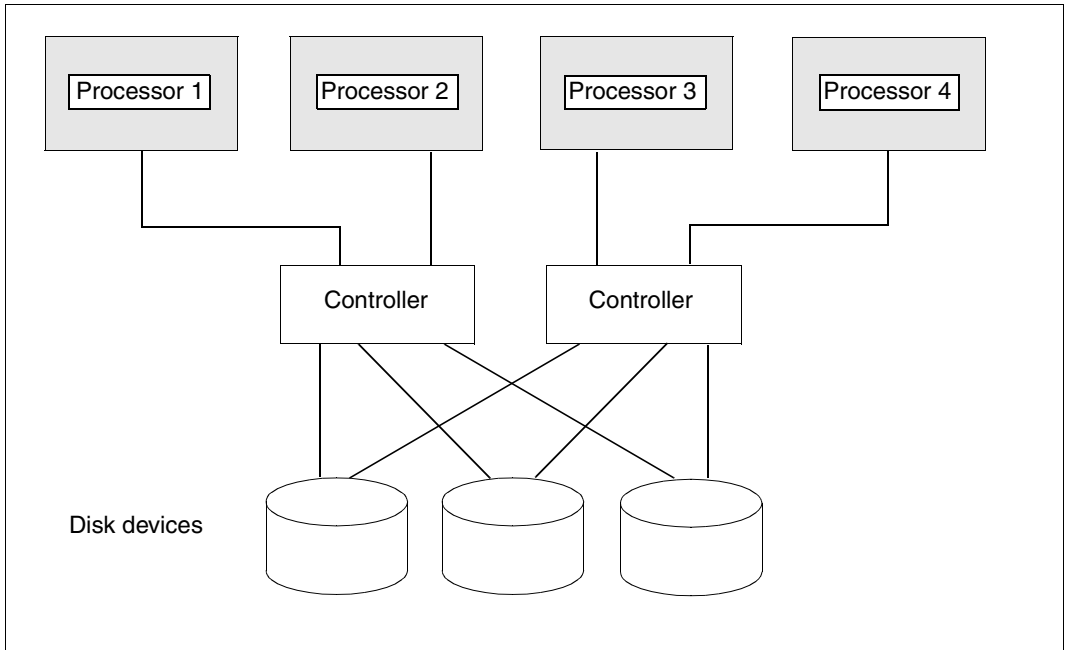 Processor 1
Processor 2
Processor 3
Processor 4
Controller
Controller
Disk devices